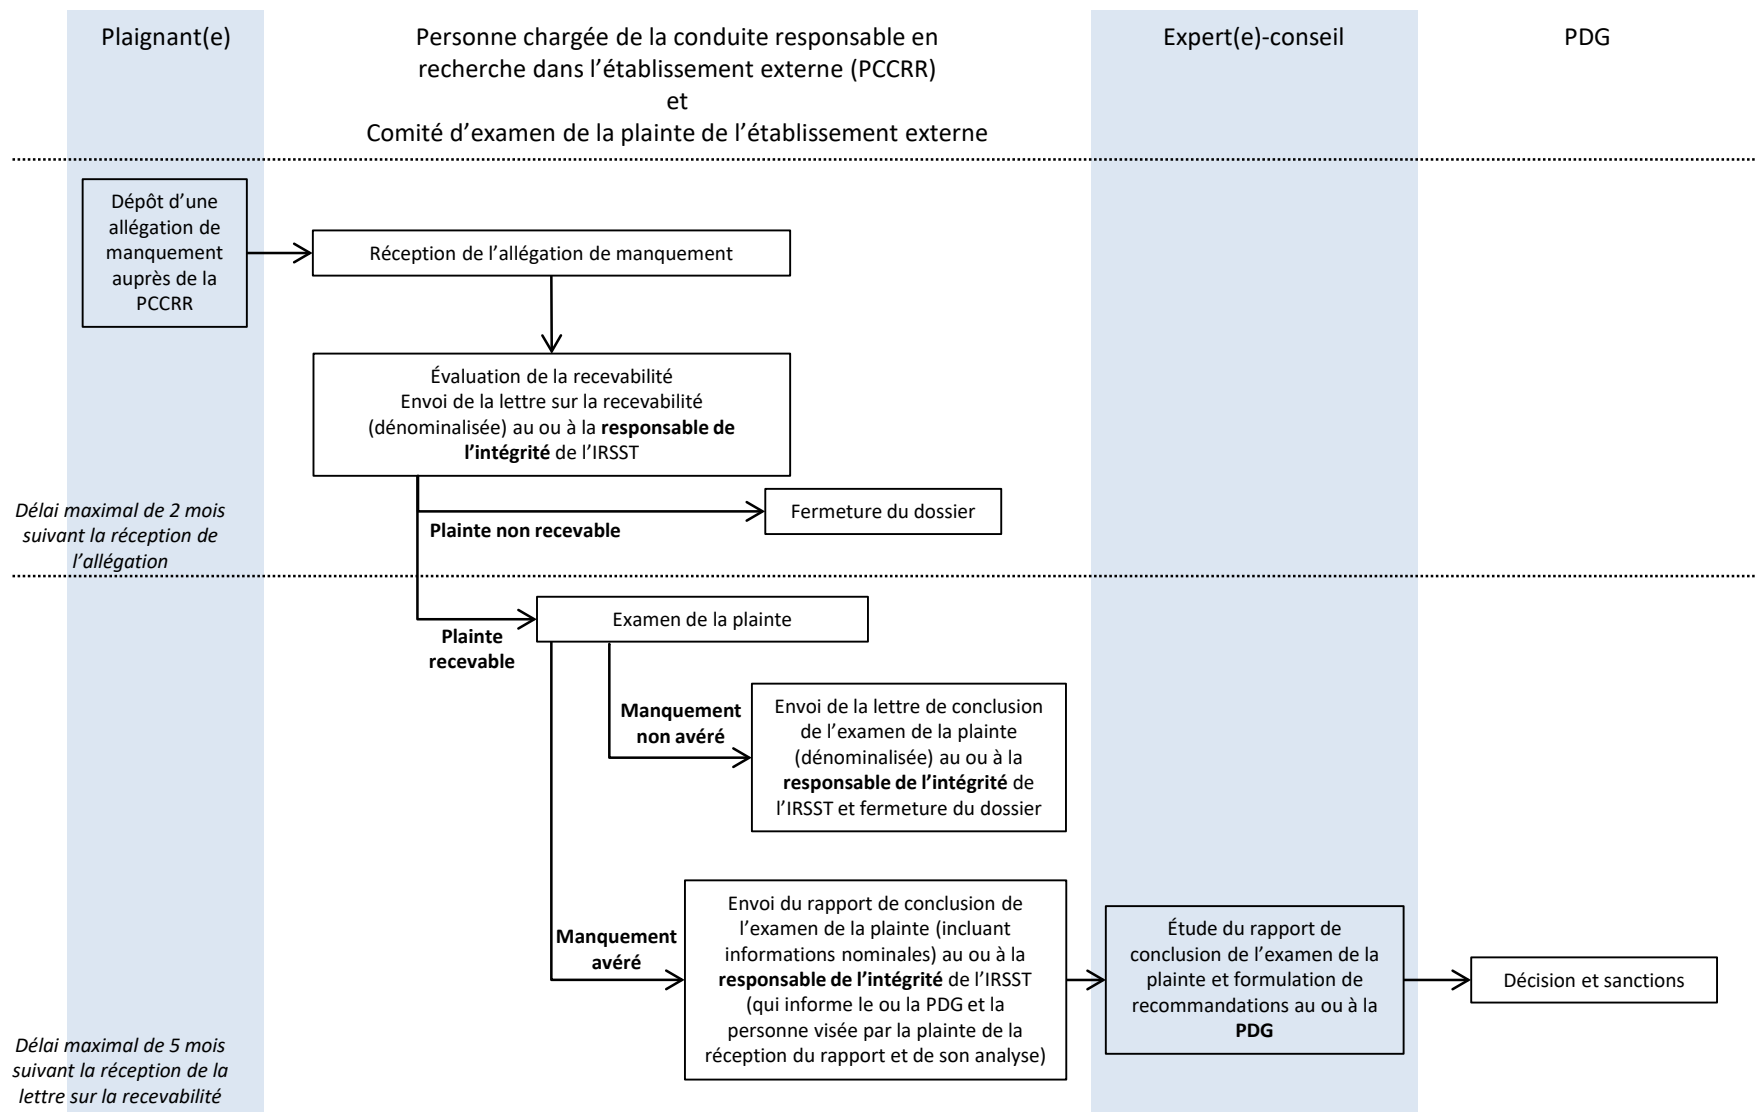 Plaignant(e)
Personne chargée de la conduite responsable en
recherche dans l’établissement externe (PCCRR)
et
Comité d’examen de la plainte de l’établissement externe
Expert(e)-conseil
PDG
Dépôt d’une
allégation de
manquement
auprès de la
PCCRR
Réception de l’allégation de manquement
Évaluation de la recevabilité
Envoi de la lettre sur la recevabilité
(dénominalisée) au ou à la responsable de
l’intégrité de l’IRSST
Délai maximal de 2 mois
suivant la réception de
l’allégation
Plainte non recevable
Fermeture du dossier
Plainte
recevable
Examen de la plainte
Manquement
non avéré
Envoi de la lettre de conclusion
de l’examen de la plainte
(dénominalisée) au ou à la
responsable de l’intégrité de
l’IRSST et fermeture du dossier
Manquement
avéré
Envoi du rapport de conclusion de
l’examen de la plainte (incluant
informations nominales) au ou à la
responsable de l’intégrité de l’IRSST
(qui informe le ou la PDG et la
personne visée par la plainte de la
réception du rapport et de son analyse)
Étude du rapport de
conclusion de l’examen de la
plainte et formulation de
recommandations au ou à la
PDG
Décision et sanctions
Délai maximal de 5 mois
suivant la réception de la
lettre sur la recevabilité